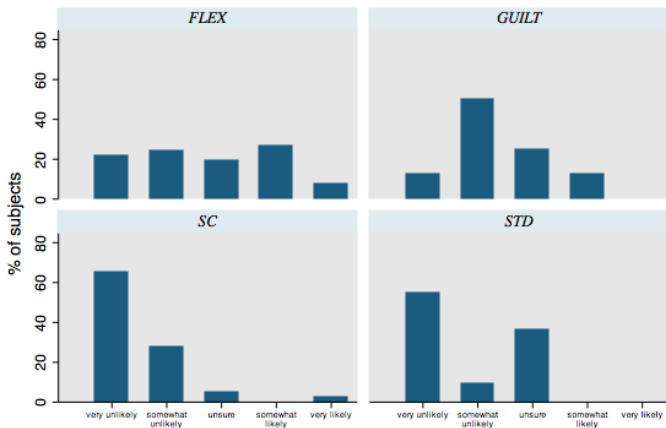 FLEX
GUILT
80
60
40
20
0
SC
STD
80
60
40
20
0
% of subjects
very unlikely
somewhat
unlikely
unsure
somewhat
likely
very likely
very unlikely
somewhat
unlikely
unsure
somewhat
likely
very likely